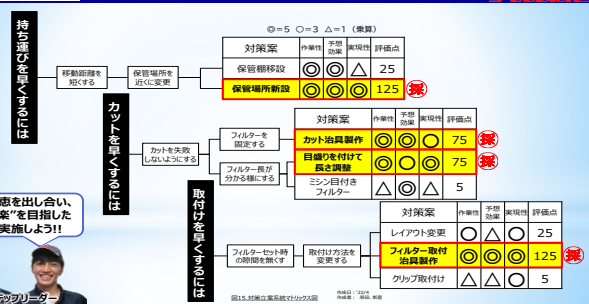 ◎=5 ○=3 △=1（乗算）
持ち運びを早くするには
移動距離を
短くする
保管場所を
近くに変更
対策案 作業性 予想効果 実現性 評価点
保管棚移設 ◎ ◎ △ 25
保管場所新設 ◎ ◎ ◎ 125 採
カットを早くするには
カットを失敗
しないようにする
フィルターを
固定する
フィルター長が
分かる様にする
対策案 作業性 予想効果 実現性 評価点
カット治具製作 ◎ ◎ ○ 75 採
目盛りを付けて
長さ調整 ◎ ○ ◎ 75 採
ミシン目付き
フィルター △ ◎ △ 5
取付けを早くするには
フィルターセット時
の隙間を無くす
取付け方法を
変更する
対策案 作業性 予想効果 実現性 評価点
レイアウト変更 ○ △ ○ 25
フィルター取付
治具製作 ◎ ◎ ◎ 125 採
クリップ取付け △ △ ○ 5
恵を出し合い、
楽”を目指した
実施しよう!!
プリーダー
図15.対策立案系統マトリックス図
作成日：'22/4
作成者：